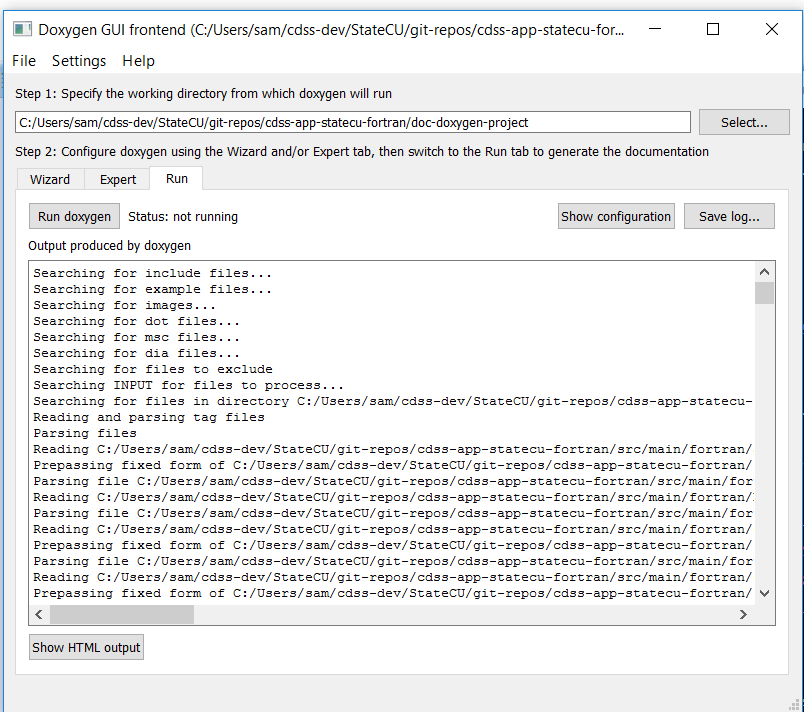 Doxygen GUI frontend (C:/Users/sam/cdss-dev/StateCU/git-repos/cdss-app-statecu-for...
File Settings Help
Step 1: Specify the working directory from which doxygen will run
C:/Users/sam/cdss-dev/StateCU/git-repos/cdss-app-statecu-fortran/doc-doxygen-project Select...
Step 2: Configure doxygen using the Wizard and/or Expert tab, then switch to the Run tab to generate the documentation
Wizard Expert Run
Run doxygen Status: not running Show configuration Save log...
Output produced by doxygen
Searching for include files...
Searching for example files...
Searching for images...
Searching for dot files...
Searching for msc files...
Searching for dia files...
Searching for files to exclude
Searching INPUT for files to process...
Searching for files in directory C:/Users/sam/cdss-dev/StateCU/git-repos/cdss-app-statecu-
Reading and parsing tag files
Parsing files
Reading C:/Users/sam/cdss-dev/StateCU/git-repos/cdss-app-statecu-fortran/src/main/fortran/
Prepassing fixed form of C:/Users/sam/cdss-dev/StateCU/git-repos/cdss-app-statecu-fortran/
Parsing file C:/Users/sam/cdss-dev/StateCU/git-repos/cdss-app-statecu-fortran/src/main/for
Reading C:/Users/sam/cdss-dev/StateCU/git-repos/cdss-app-statecu-fortran/src/main/fortran/
Parsing file C:/Users/sam/cdss-dev/StateCU/git-repos/cdss-app-statecu-fortran/src/main/for
Reading C:/Users/sam/cdss-dev/StateCU/git-repos/cdss-app-statecu-fortran/src/main/fortran/
Prepassing fixed form of C:/Users/sam/cdss-dev/StateCU/git-repos/cdss-app-statecu-fortran/
Parsing file C:/Users/sam/cdss-dev/StateCU/git-repos/cdss-app-statecu-fortran/src/main/for
Reading C:/Users/sam/cdss-dev/StateCU/git-repos/cdss-app-statecu-fortran/src/main/fortran/
Prepassing fixed form of C:/Users/sam/cdss-dev/StateCU/git-repos/cdss-app-statecu-fortran/
Show HTML output